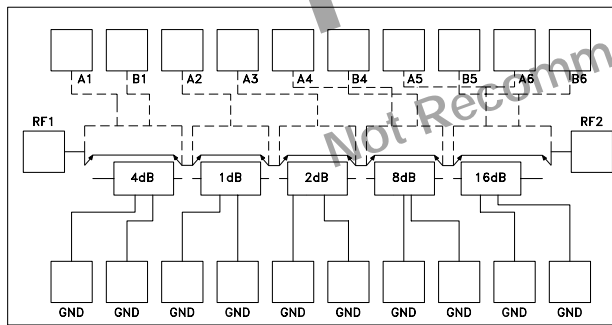 Not Recomm
A1 B1 A2 A3 A4 B4 A5 B5 A6 B6
RF1 RF2
4dB 1dB 2dB 8dB 16dB
GND GND GND GND GND GND GND GND GND GND